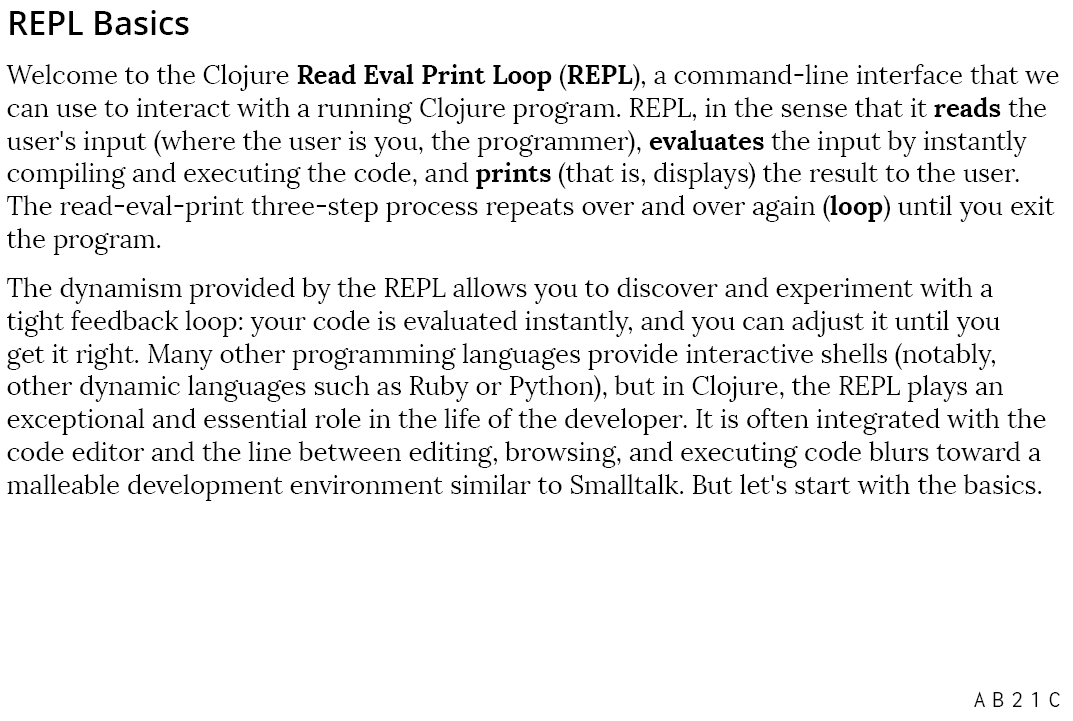 REPL Basics
Welcome to the Clojure Read Eval Print Loop (REPL), a command-line interface that we
can use to interact with a running Clojure program. REPL, in the sense that it reads the
user's input (where the user is you, the programmer), evaluates the input by instantly
compiling and executing the code, and prints (that is, displays) the result to the user.
The read-eval-print three-step process repeats over and over again (loop) until you exit
the program.
The dynamism provided by the REPL allows you to discover and experiment with a
tight feedback loop: your code is evaluated instantly, and you can adjust it until you
get it right. Many other programming languages provide interactive shells (notably,
other dynamic languages such as Ruby or Python), but in Clojure, the REPL plays an
exceptional and essential role in the life of the developer. It is often integrated with the
code editor and the line between editing, browsing, and executing code blurs toward a
malleable development environment similar to Smalltalk. But let's start with the basics.
A B 2 1 C